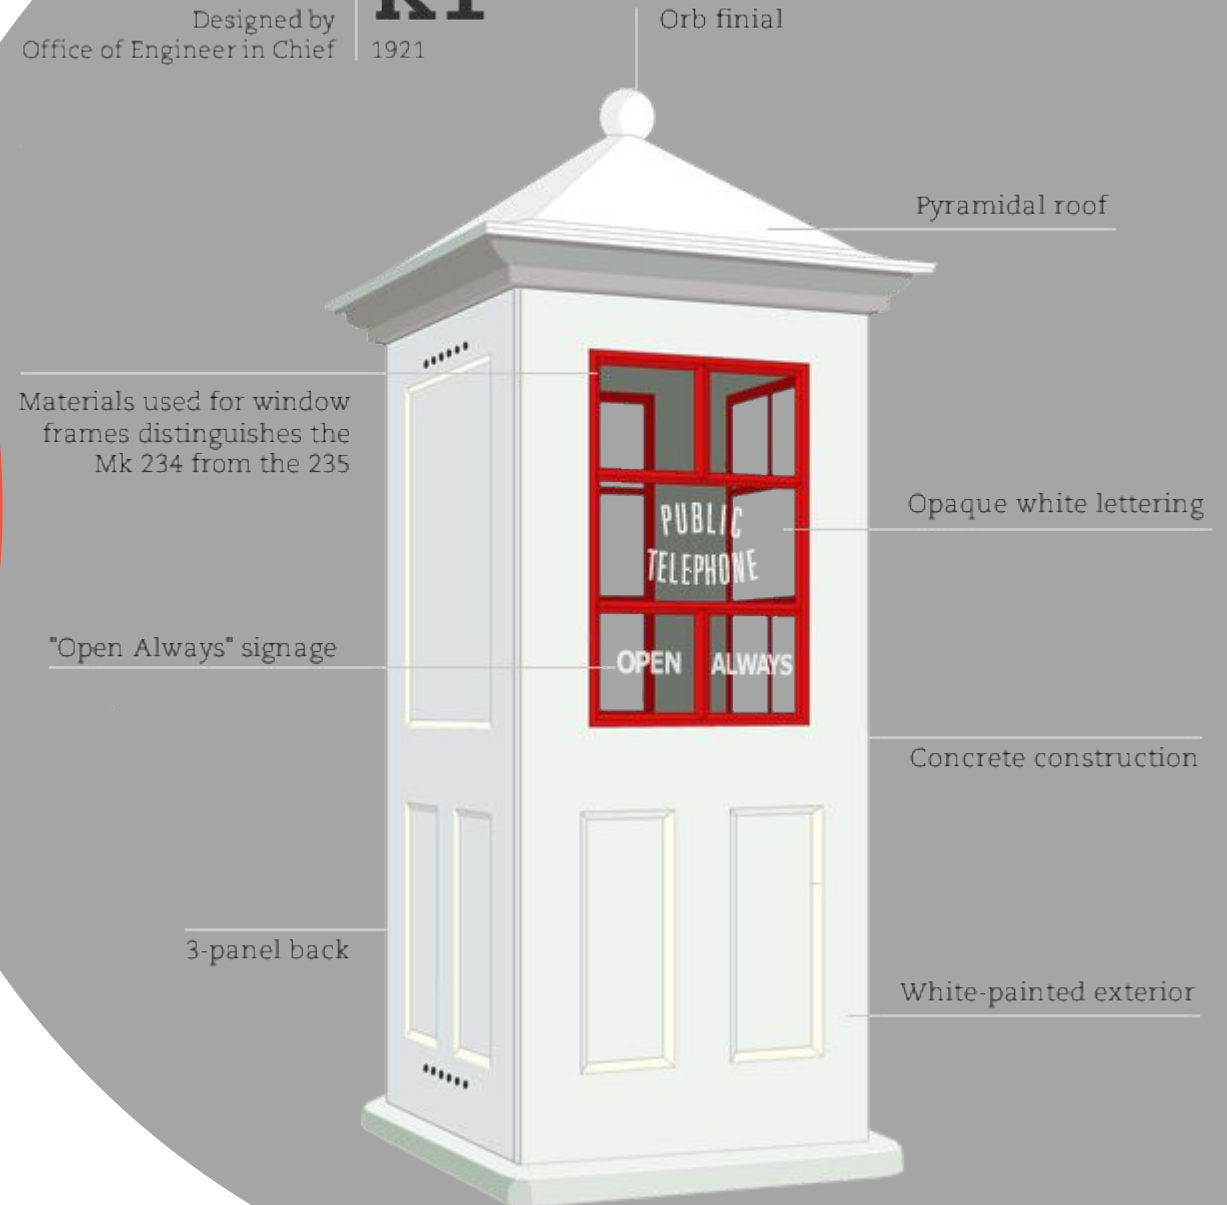 Designed by
Office of Engineer in Chief
K1
1921
Orb finial
Pyramidal roof
Materials used for window
frames distinguishes the
Mk 234 from the 235
Opaque white lettering
PUBLIC
TELEPHONE
"Open Always" signage
OPEN ALWAYS
Concrete construction
3-panel back
White-painted exterior